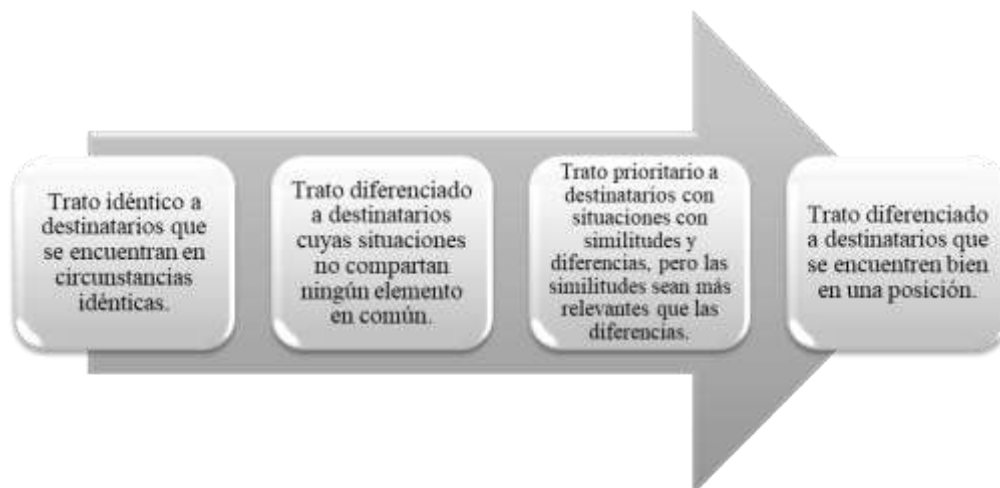 Trato idéntico a
destinatarios que
se encuentran en
circunstancias
idénticas.
Trato diferenciado
a destinatarios
cuyas situaciones
no compartan
ningún elemento
en común.
Trato prioritario a
destinatarios con
situaciones con
similitudes y
diferencias, pero las
similitudes sean más
relevantes que las
diferencias.
Trato diferenciado
a destinatarios que
se encuentren bien
en una posición.